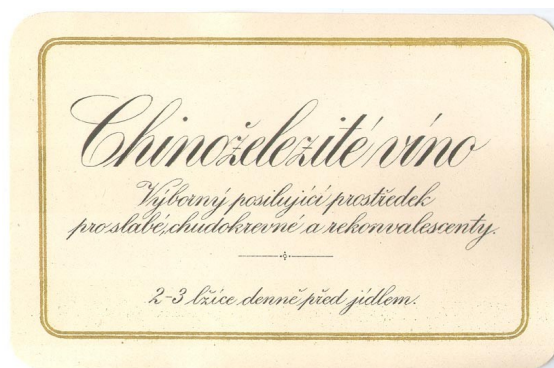 Chinoželezité víno
Výborný posilující prostředek
pro slabé, chudokrevné a rekonvalescenty.
2-3 lžíce denně před jídlem.